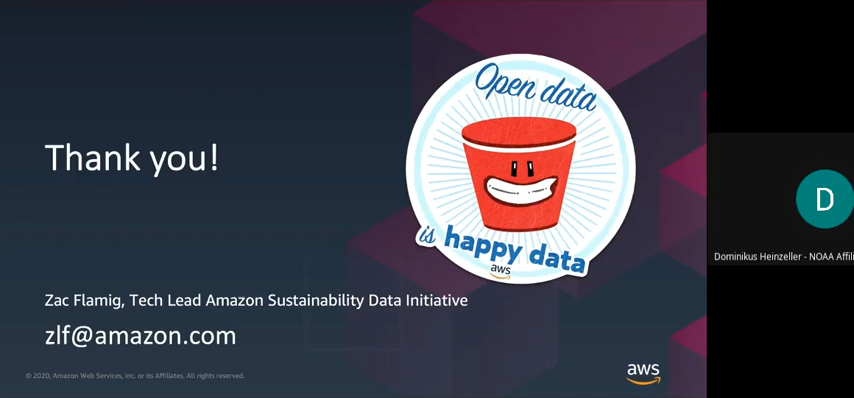 Open data
Thank you!
is happy data
aws
Zac Flamig, Tech Lead Amazon Sustainability Data Initiative
zlf@amazon.com
© 2020, Amazon Web Services, Inc. or its Affiliates. All rights reserved.
aws
D
Dominikus Heinzeller - NOAA Affili